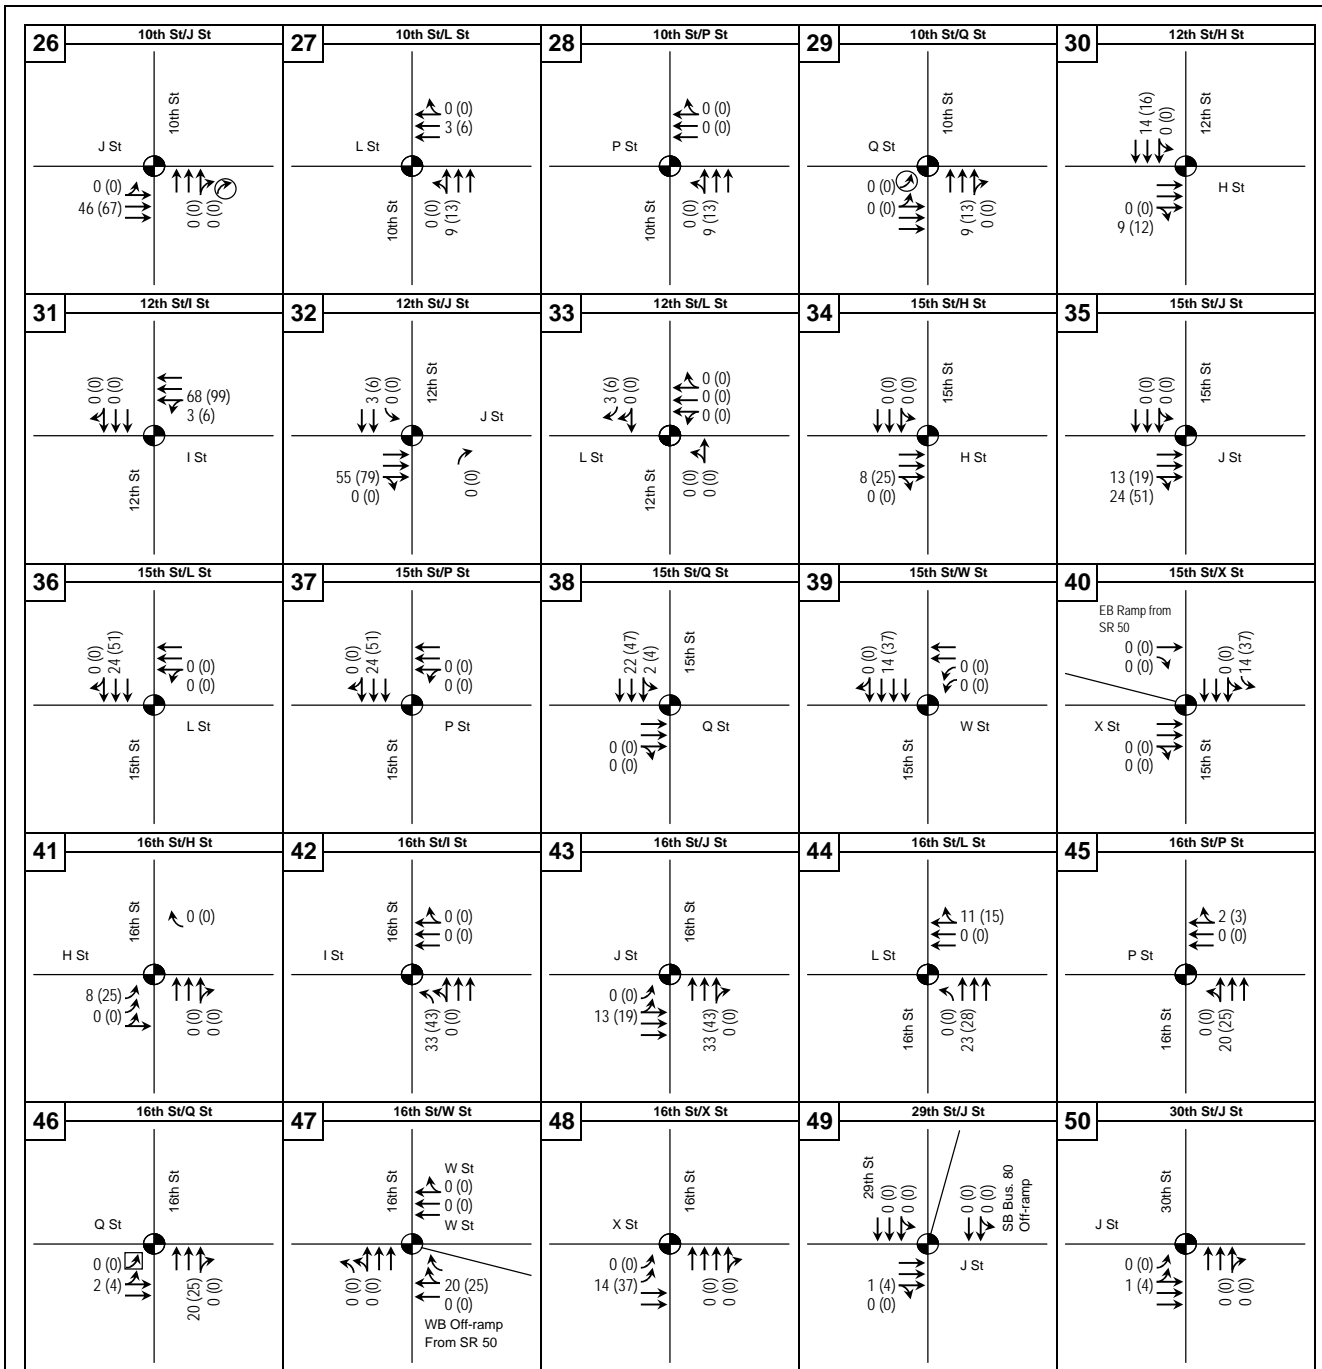 26
10th St/J St
10th St
J St
0 (0)
46 (67)
0 (0)
0 (0)
27
10th St/L St
0 (0)
3 (6)
L St
10th St
0 (0)
9 (13)
28
10th St/P St
0 (0)
0 (0)
P St
10th St
0 (0)
9 (13)
29
10th St/Q St
10th St
Q St
0 (0)
0 (0)
9 (13)
0 (0)
30
12th St/H St
14 (16)
0 (0)
12th St
H St
0 (0)
9 (12)
31
12th St/I St
0 (0)
0 (0)
68 (99)
3 (6)
I St
12th St
32
12th St/J St
3 (6)
0 (0)
12th St
J St
55 (79)
0 (0)
0 (0)
33
12th St/L St
3 (6)
0 (0)
0 (0)
0 (0)
0 (0)
L St
12th St
0 (0)
0 (0)
34
15th St/H St
0 (0)
0 (0)
15th St
H St
8 (25)
0 (0)
35
15th St/J St
0 (0)
0 (0)
15th St
J St
13 (19)
24 (51)
36
15th St/L St
0 (0)
24 (51)
0 (0)
0 (0)
L St
15th St
37
15th St/P St
0 (0)
24 (51)
0 (0)
0 (0)
P St
15th St
38
15th St/Q St
22 (47)
2 (4)
15th St
Q St
0 (0)
0 (0)
39
15th St/W St
0 (0)
14 (37)
0 (0)
0 (0)
W St
15th St
40
15th St/X St
EB Ramp from
SR 50
0 (0)
0 (0)
0 (0)
14 (37)
X St
0 (0)
0 (0)
15th St
41
16th St/H St
16th St
0 (0)
H St
8 (25)
0 (0)
0 (0)
0 (0)
42
16th St/I St
16th St
0 (0)
0 (0)
I St
33 (43)
0 (0)
43
16th St/J St
16th St
J St
0 (0)
13 (19)
33 (43)
0 (0)
44
16th St/L St
11 (15)
0 (0)
L St
16th St
0 (0)
23 (28)
45
16th St/P St
2 (3)
0 (0)
P St
16th St
0 (0)
20 (25)
46
16th St/Q St
16th St
Q St
0 (0)
2 (4)
20 (25)
0 (0)
47
16th St/W St
16th St
W St
0 (0)
0 (0)
W St
0 (0)
0 (0)
20 (25)
0 (0)
WB Off-ramp
From SR 50
48
16th St/X St
16th St
X St
0 (0)
14 (37)
0 (0)
0 (0)
49
29th St/J St
29th St
0 (0)
0 (0)
0 (0)
0 (0)
SB Bus. 80
Off-ramp
J St
1 (4)
0 (0)
50
30th St/J St
30th St
J St
0 (0)
1 (4)
0 (0)
0 (0)